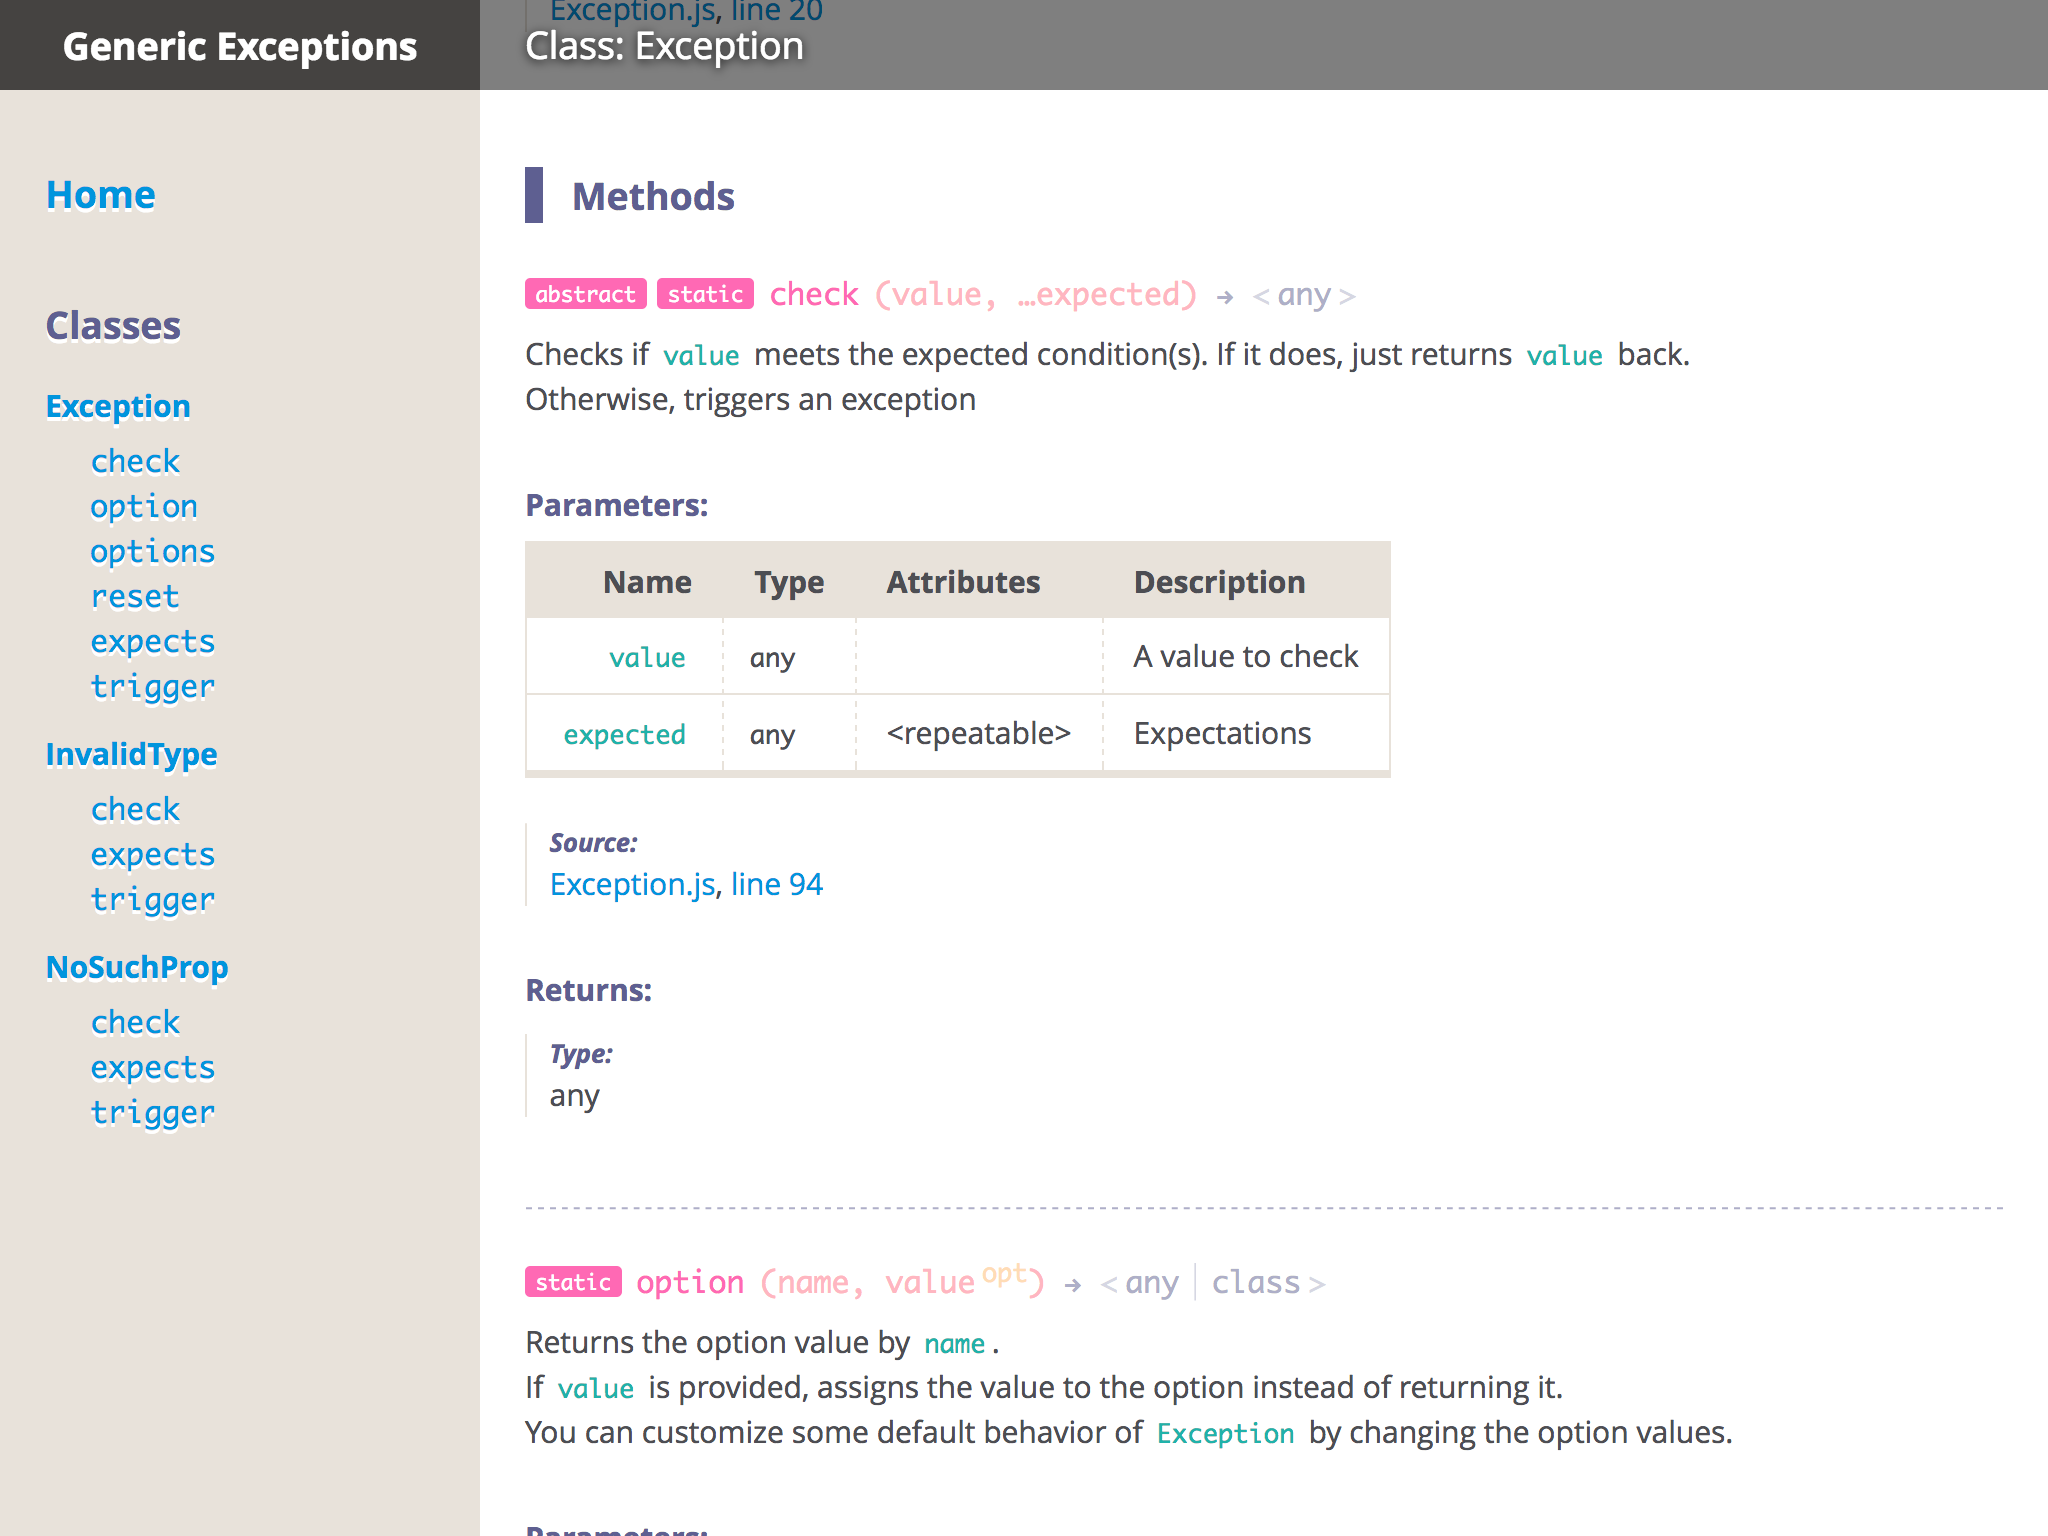 Generic Exceptions
Home
Classes
Exception
check
option
options
reset
expects
trigger
InvalidType
check
expects
trigger
NoSuchProp
check
expects
trigger
Exception.js, line 20
Class: Exception
Methods
abstract static check (value, …expected) → <any>
Checks if value meets the expected condition(s). If it does, just returns value back.
Otherwise, triggers an exception
Parameters:
Name Type Attributes Description
value any A value to check
expected any <repeatable> Expectations
Source:
Exception.js, line 94
Returns:
Type:
any
static option (name, value opt) → <any | class>
Returns the option value by name.
If value is provided, assigns the value to the option instead of returning it.
You can customize some default behavior of Exception by changing the option values.
Parameters: